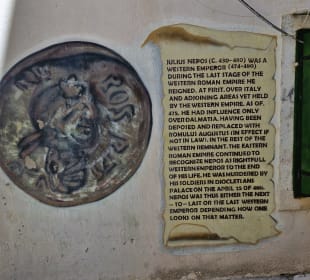 JULIUS NEPOS (C. 430-480) WAS A
WESTERN EMPEROR (474-480)
DURING THE LAST STAGE OF THE
WESTERN ROMAN EMPIRE. HE
REIGNED, AT FIRST, OVER ITALY
AND ADJOINING AREAS YET HELD
BY THE WESTERN EMPIRE. AS OF,
475, HE HAD INFLUENCE ONLY
OVER DALMATIA, HAVING BEEN
DEPOSED AND REPLACED WITH
ROMULUS AUGUSTUS (IN EFFECT IF
NOT IN LAW). IN THE REST OF THE
WESTERN REMNANT. THE EASTERN
ROMAN EMPIRE CONTINUED TO
RECOGNIZE NEPOS AS RIGHTFULL
WESTERN EMPEROR TO THE END
OF HIS LIFE. HE WAS MURDERED BY
HIS SOLDIERS IN DIOCLETIANS
PALACE ON THE APRIL 25 OF 480.
NEPOS WAS THUS EITHER THE NEXT
- TO - LAST OR THE LAST WESTERN
EMPEROR DEPENDING HOW ONE
LOOKS ON THAT MATTER.